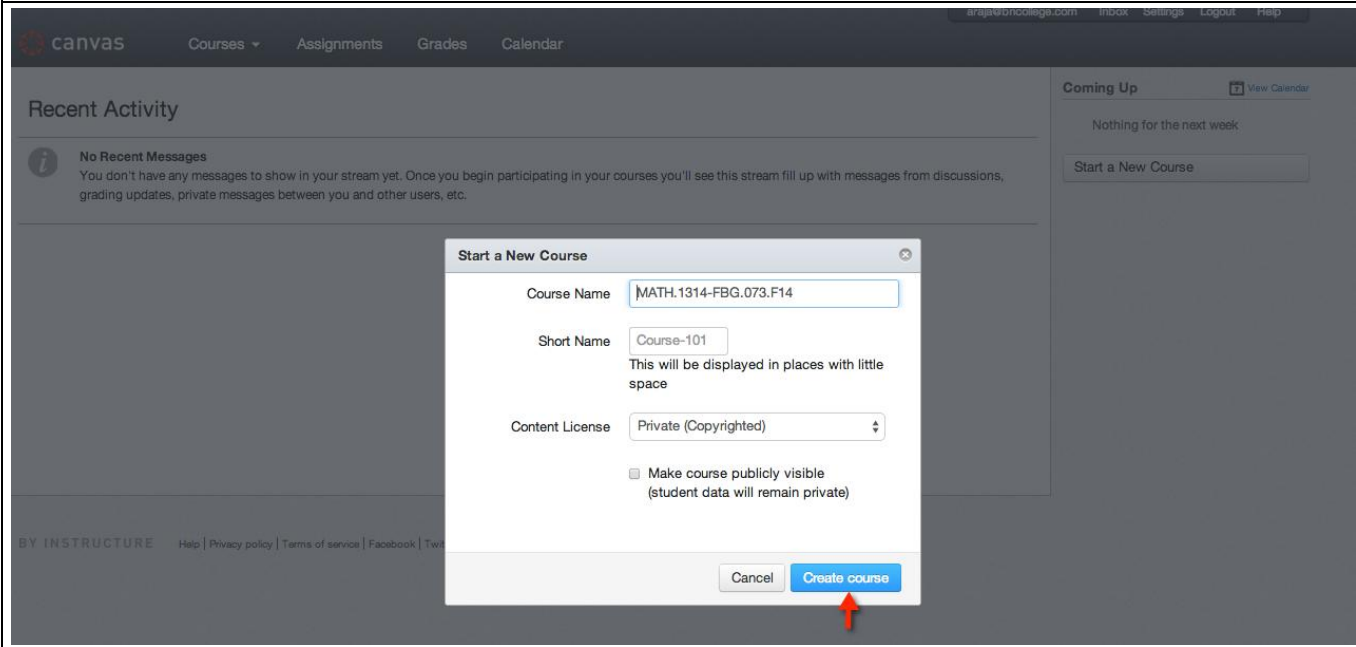 araja@bncollege.com Inbox Settings Logout Help
canvas Courses Assignments Grades Calendar
Recent Activity
Coming Up 7 View Calendar
Nothing for the next week
Start a New Course
i No Recent Messages
You don't have any messages to show in your stream yet. Once you begin participating in your courses you'll see this stream fill up with messages from discussions,
grading updates, private messages between you and other users, etc.
Start a New Course
Course Name MATH.1314-FBG.073.F14
Short Name Course-101
This will be displayed in places with little
space
Content License Private (Copyrighted)
Make course publicly visible
(student data will remain private)
Cancel Create course
BY INSTRUCTURE Help | Privacy policy | Terms of service | Facebook | Twi